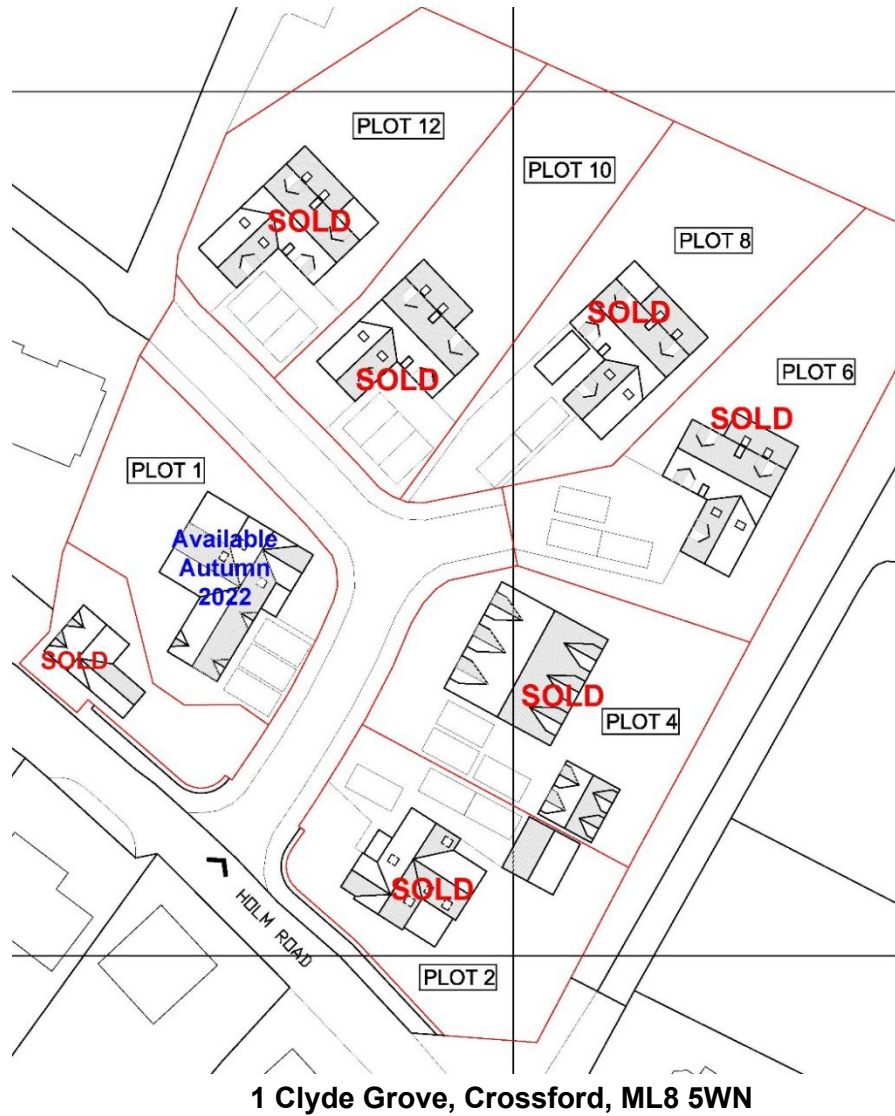 PLOT 12
PLOT 10
SOLD
PLOT 8
SOLD
SOLD
PLOT 6
SOLD
PLOT 1
Available
Autumn
2022
SOLD
SOLD
PLOT 4
SOLD
HOLM ROAD
PLOT 2
1 Clyde Grove, Crossford, ML8 5WN